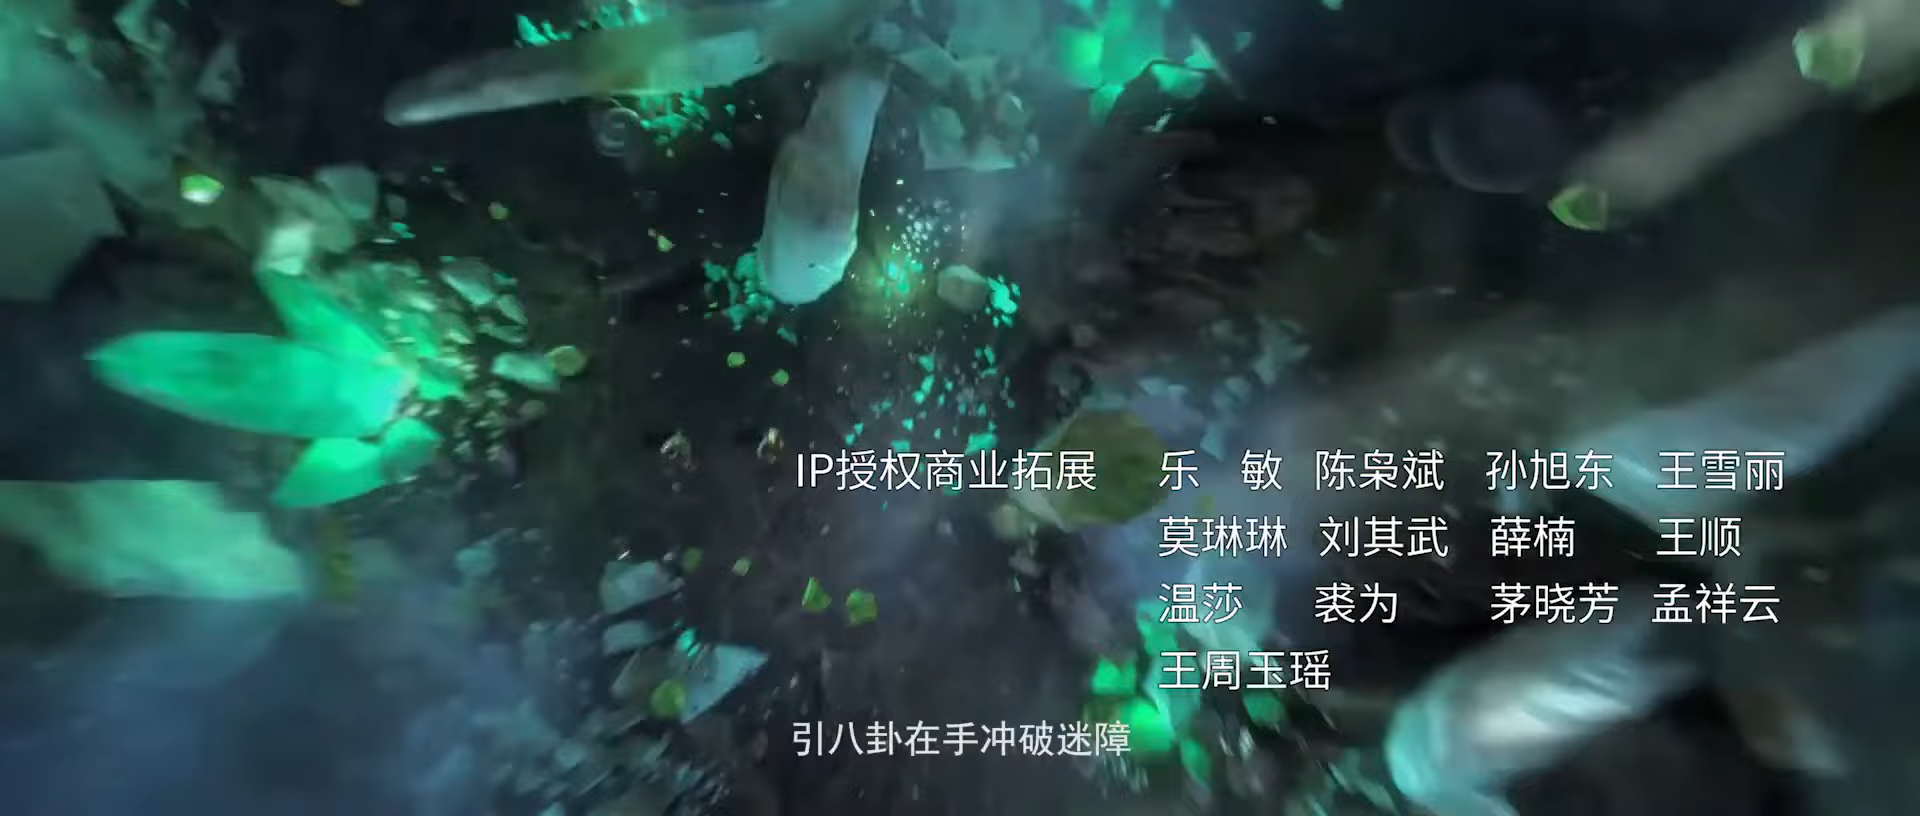 IP授权商业拓展 乐 敏 陈枭斌 孙旭东 王雪丽
莫琳琳 刘其武 薛楠 王顺
温莎 裘为 茅晓芳 孟祥云
王周玉瑶
引八卦在手冲破迷障